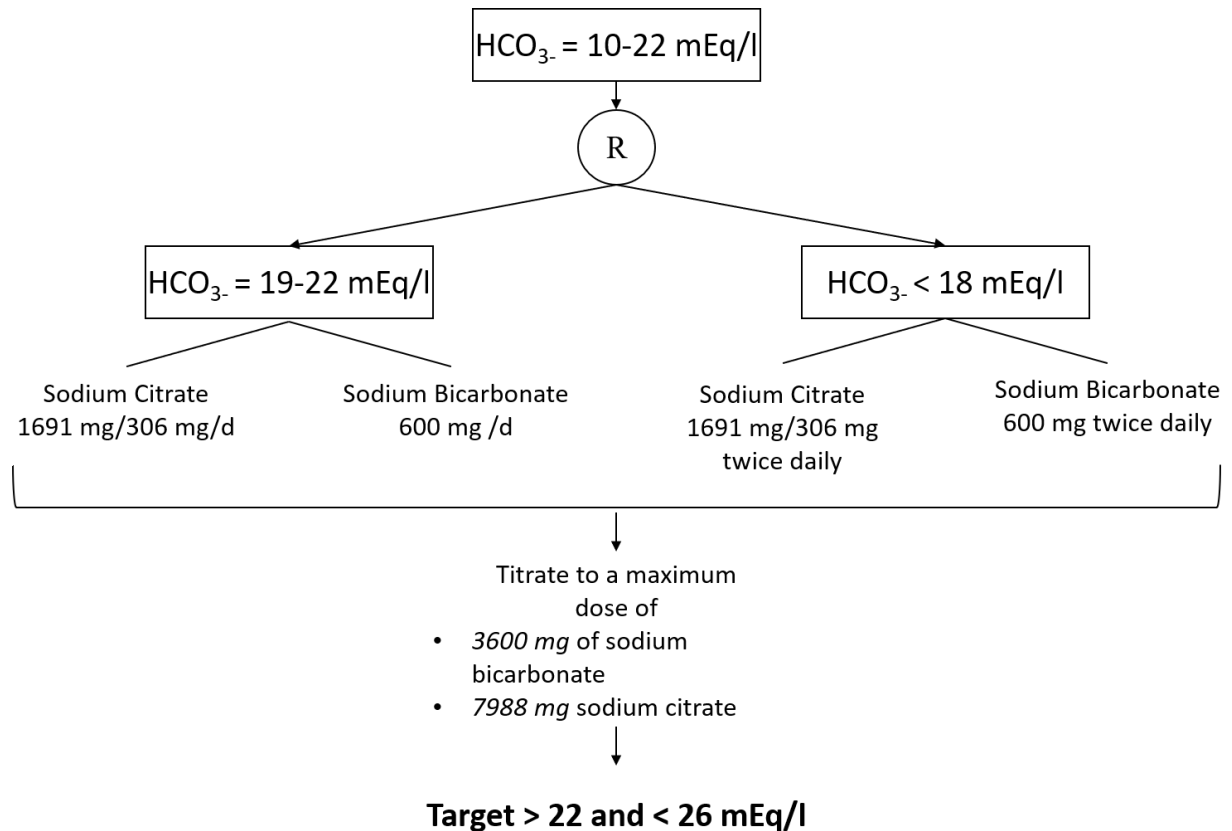 HCO3- = 10-22 mEq/l
R
HCO3- = 19-22 mEq/l
HCO3- < 18 mEq/l
Sodium Citrate
1691 mg/306 mg/d
Sodium Bicarbonate
600 mg /d
Sodium Citrate
1691 mg/306 mg
twice daily
Sodium Bicarbonate
600 mg twice daily
Titrate to a maximum
dose of
• 3600 mg of sodium
bicarbonate
• 7988 mg sodium citrate
Target > 22 and < 26 mEq/l